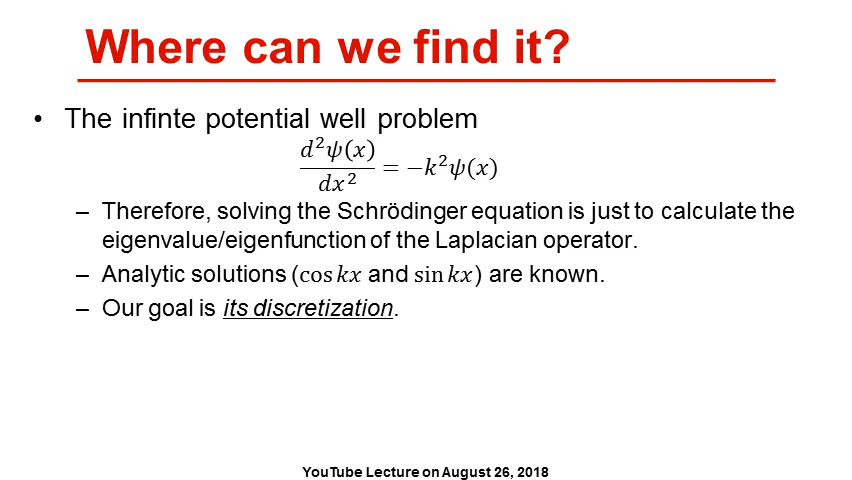 Where can we find it?
• The infinte potential well problem
d²ψ(x)/dx² = −k²ψ(x)
– Therefore, solving the Schrödinger equation is just to calculate the
eigenvalue/eigenfunction of the Laplacian operator.
– Analytic solutions (cos kx and sin kx) are known.
– Our goal is its discretization.
YouTube Lecture on August 26, 2018